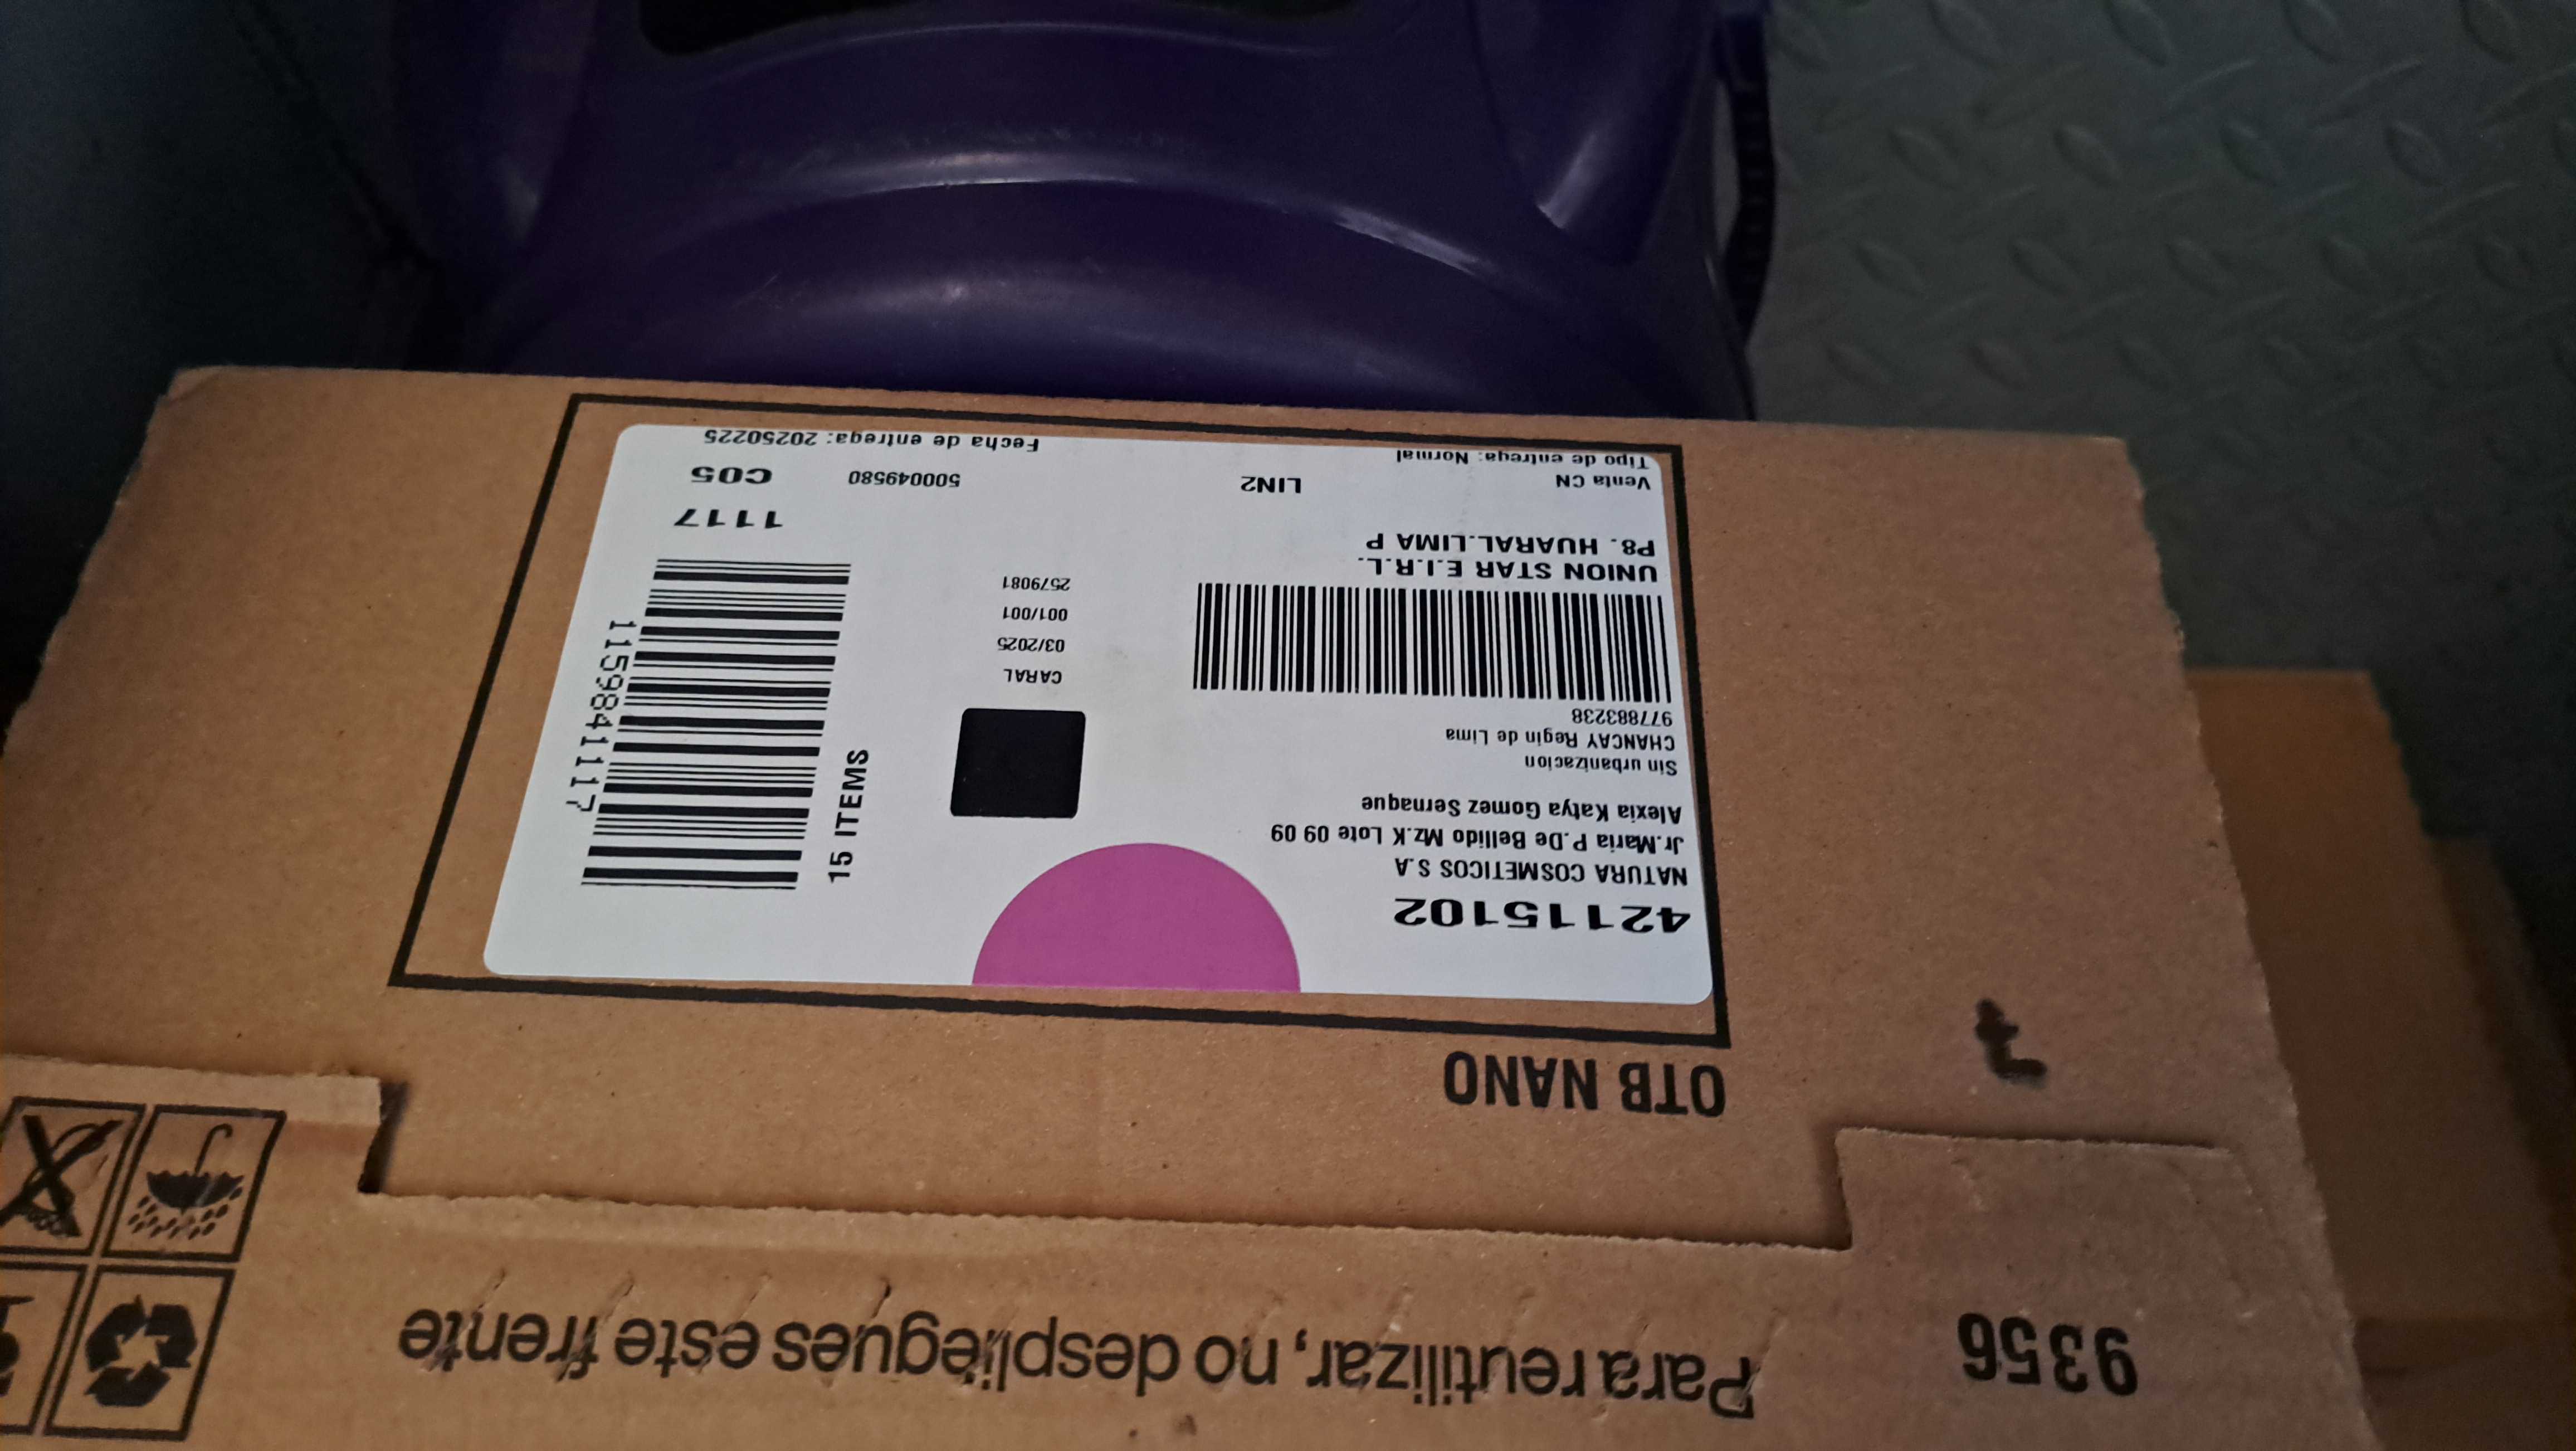 9356
Para reutilizar, no despliegues este frente
OTB NANO
42115102
NATURA COSMETICOS S.A
Jr.Maria P.De Bellido Mz.K Lote 09 09
Alexia Katya Gomez Sernaque
Sin urbanizacion
CHANCAY Regin de Lima
977883238
UNION STAR E.I.R.L.
P8. HUARAL.LIMA P
Venta CN
LIN2
500049580
C05
Tipo de entrega: Normal
Fecha de entrega: 20250225
CARAL
03/2025
001/001
2579081
15 ITEMS
1159841117
1117